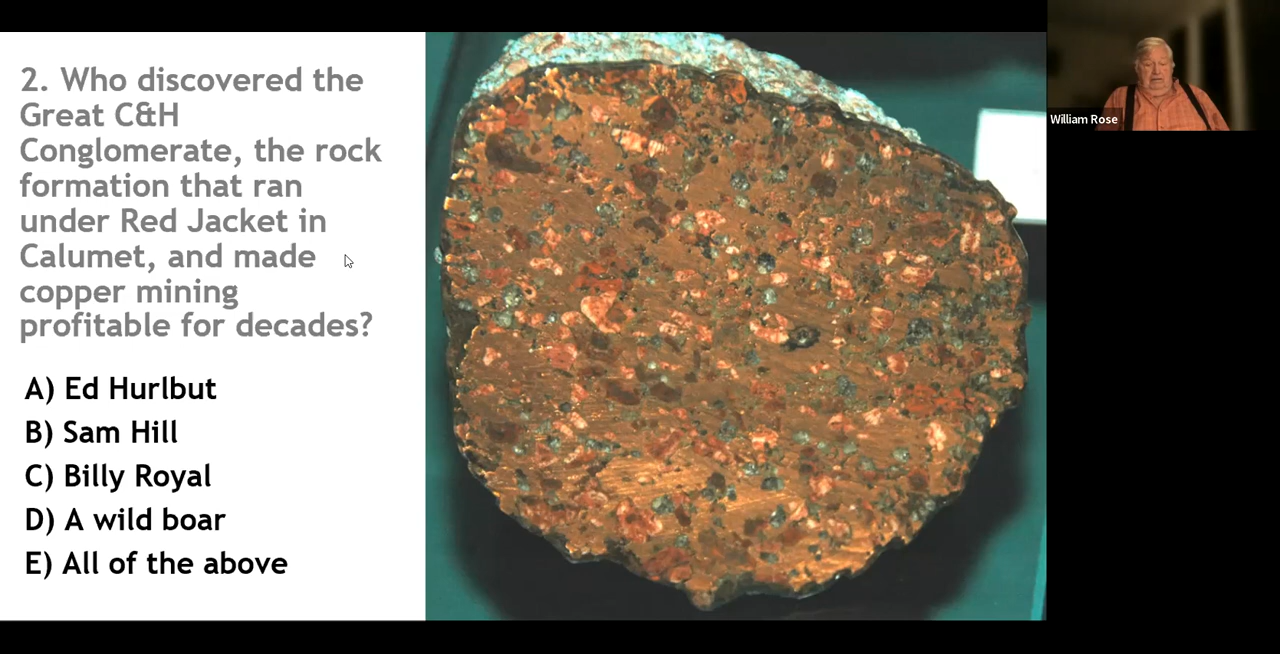 2. Who discovered the
Great C&H
Conglomerate, the rock
formation that ran
under Red Jacket in
Calumet, and made
copper mining
profitable for decades?
A) Ed Hurlbut
B) Sam Hill
C) Billy Royal
D) A wild boar
E) All of the above
William Rose